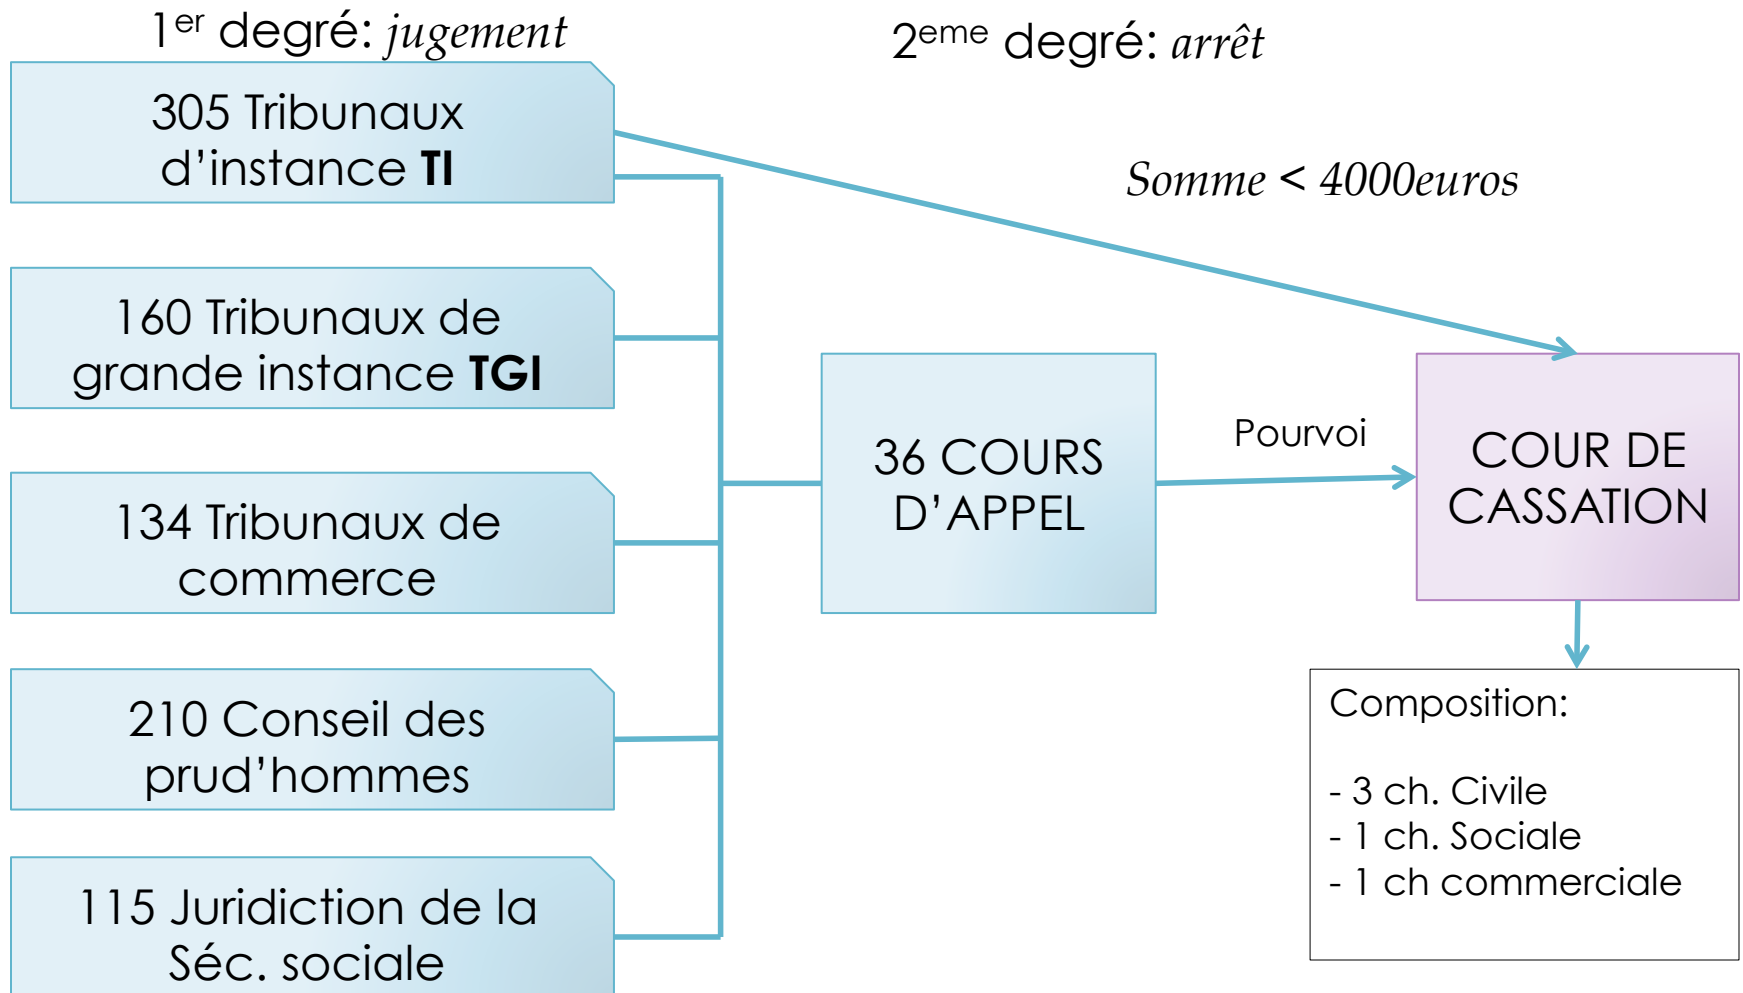 1er degré: jugement
2eme degré: arrêt
305 Tribunaux
d’instance TI
Somme < 4000euros
160 Tribunaux de
grande instance TGI
134 Tribunaux de
commerce
210 Conseil des
prud’hommes
115 Juridiction de la
Séc. sociale
36 COURS
D’APPEL
Pourvoi
COUR DE
CASSATION
Composition:
- 3 ch. Civile
- 1 ch. Sociale
- 1 ch commerciale